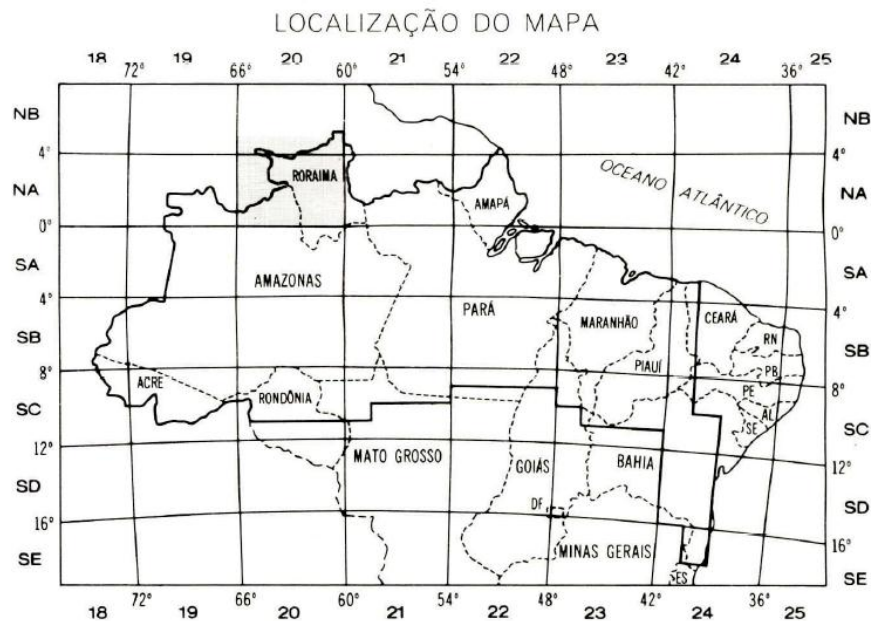 LOCALIZAÇÃO DO MAPA
18 19 20 21 22 23 24 25
72° 66° 60° 54° 48° 42° 36°
NB NB
4°
OCEANO ATLÂNTICO
RORAIMA
NA NA
AMAPÁ
0° 0°
SA SA
AMAZONAS
4° 4°
PARÁ MARANHÃO CEARÁ
RN
SB SB
PIAUÍ
PB
8° 8°
ACRE RONDÔNIA PE
AL
SC SE SC
12° 12°
MATO GROSSO GOIÁS BAHIA
SD SD
DF
16° 16°
MINAS GERAIS
SE ES SE
72° 66° 60° 54° 48° 42° 36°
18 19 20 21 22 23 24 25